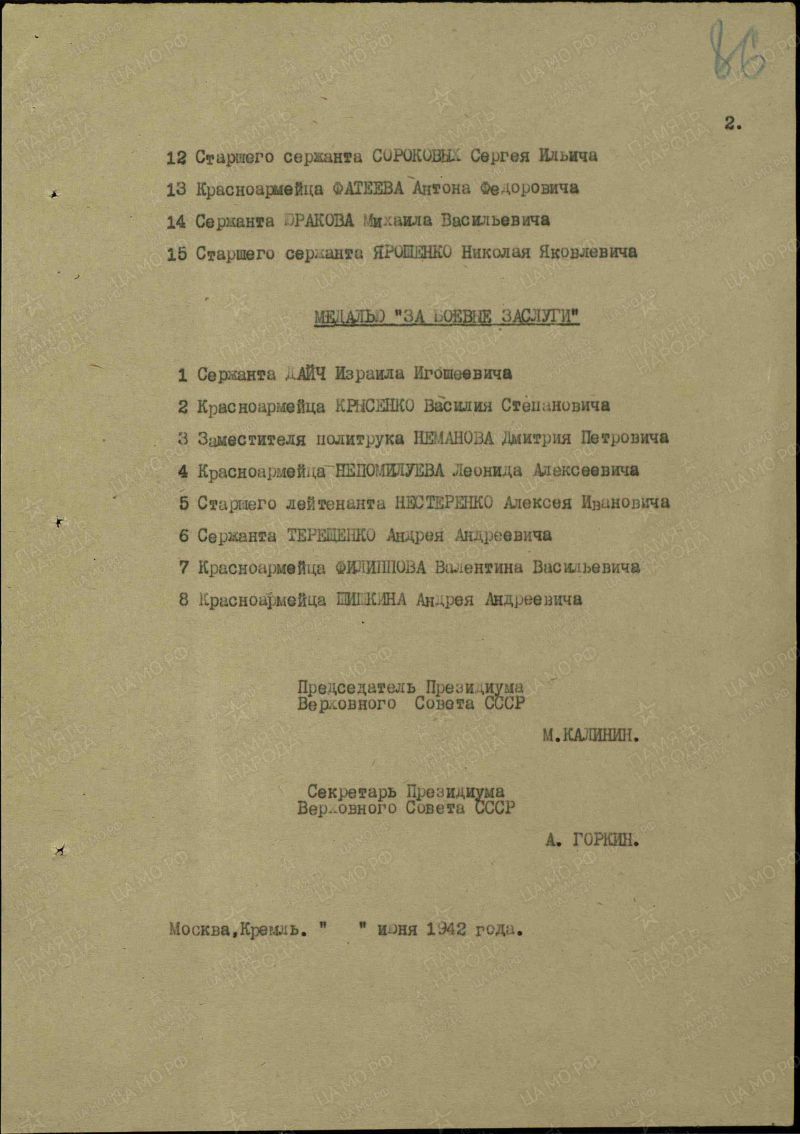 86
2.
12 Старшего сержанта СОРОКОВЫХ Сергея Ильича
13 Красноармейца ФАТЕЕВА Антона Федоровича
14 Сержанта ЮРАКОВА Михаила Васильевича
15 Старшего сержанта ЯРОШЕНКО Николая Яковлевича
МЕДАЛЬЮ "ЗА БОЕВЫЕ ЗАСЛУГИ"
1 Сержанта ДАЙЧ Израила Игошеевича
2 Красноармейца КРЫСЕНКО Василия Степановича
3 Заместителя политрука НЕМАНОВА Дмитрия Петровича
4 Красноармейца НЕПОМИЛУЕВА Леонида Алексеевича
5 Старшего лейтенанта НЕСТЕРЕНКО Алексея Ивановича
6 Сержанта ТЕРЕЩЕНКО Андрея Андреевича
7 Красноармейца ФИЛИППОВА Валентина Васильевича
8 Красноармейца ШИШКИНА Андрея Андреевича
Председатель Президиума
Верховного Совета СССР
М.КАЛИНИН.
Секретарь Президиума
Верховного Совета СССР
А. ГОРКИН.
Москва,Кремль. " " июня 1942 года.